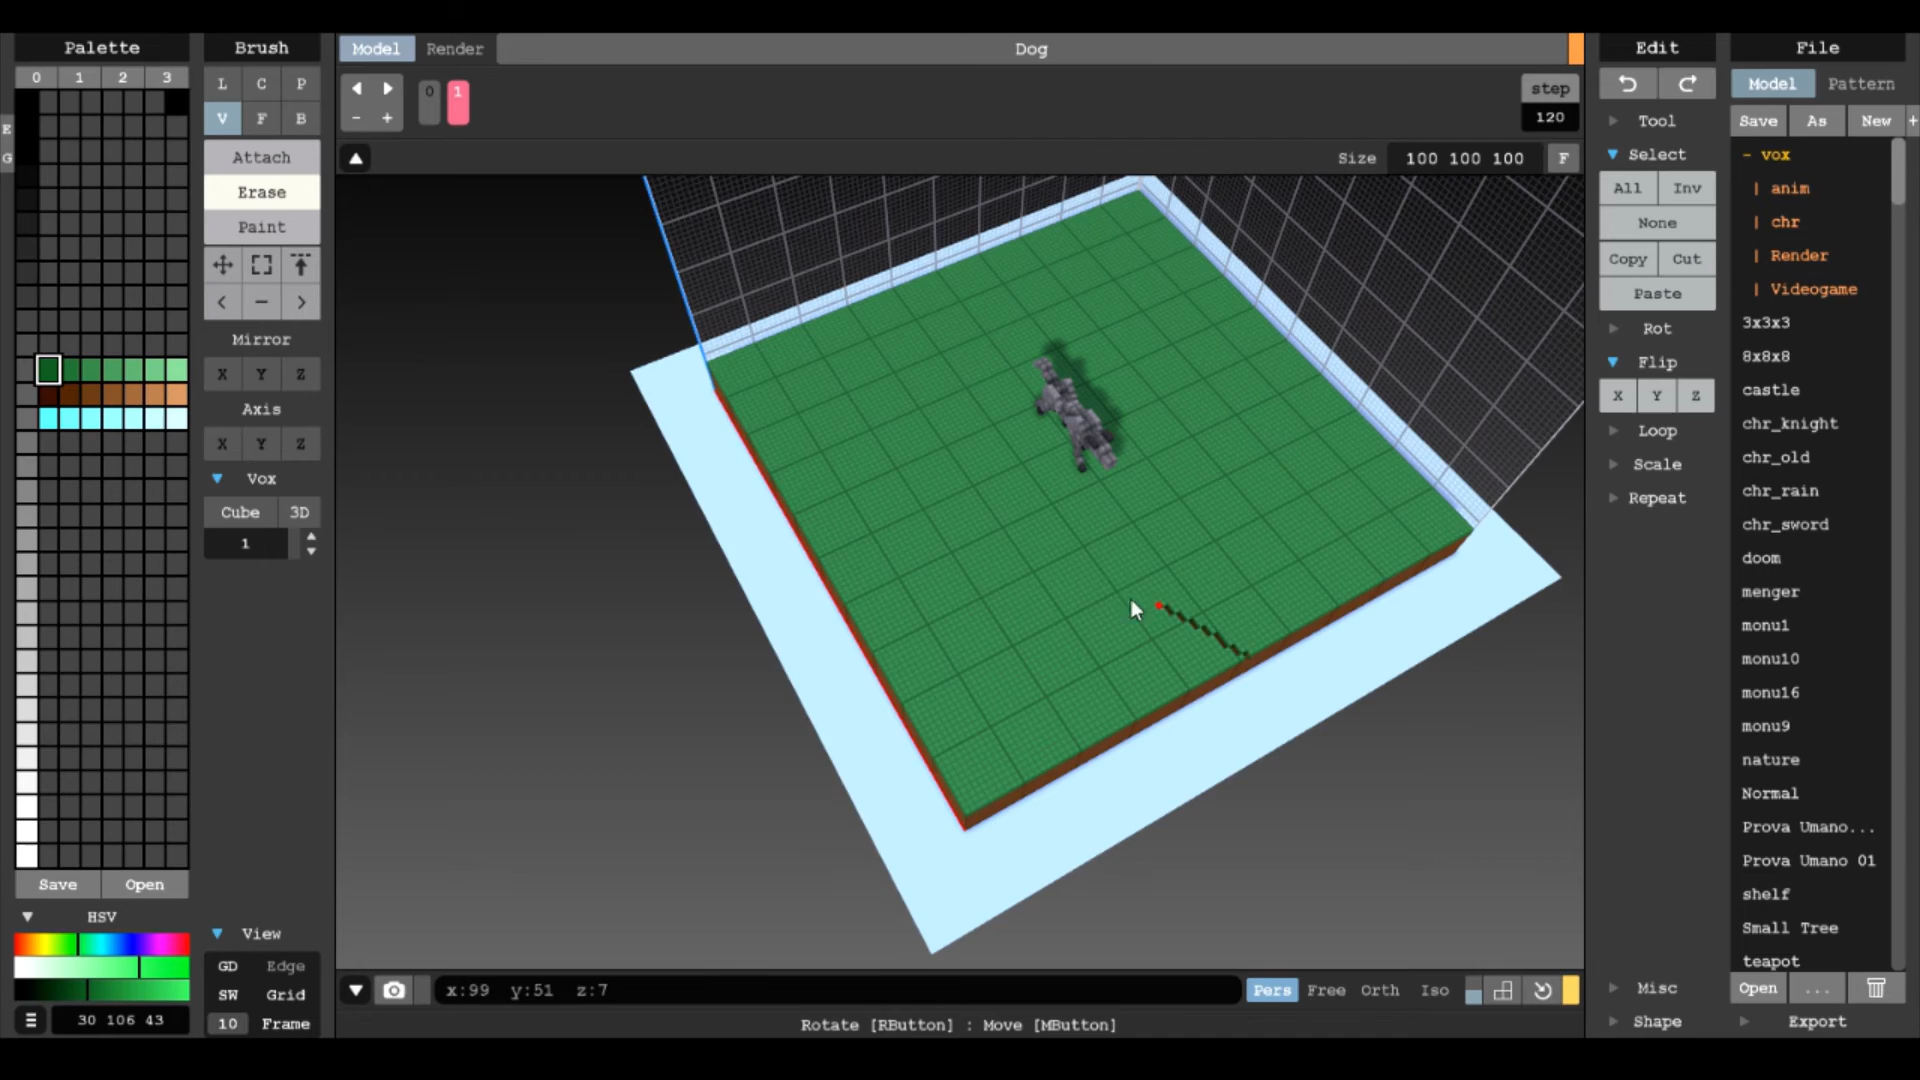 Palette
0 1 2 3
E
G
Save Open
HSV
30 106 43
Brush
L C P
V F B
Attach
Erase
Paint
< – >
Mirror
X Y Z
Axis
X Y Z
Vox
Cube 3D
1
View
GD Edge
SW Grid
10 Frame
Model Render Dog
0 1
- +
step
120
Size 100 100 100 F
x:99 y:51 z:7
Pers Free Orth Iso
Rotate [RButton] : Move [MButton]
Edit
Tool
Select
All Inv
None
Copy Cut
Paste
Rot
Flip
X Y Z
Loop
Scale
Repeat
Misc
Shape
File
Model Pattern
Save As New +
- vox
| anim
| chr
| Render
| Videogame
3x3x3
8x8x8
castle
chr_knight
chr_old
chr_rain
chr_sword
doom
menger
monu1
monu10
monu16
monu9
nature
Normal
Prova Umano...
Prova Umano 01
shelf
Small Tree
teapot
Open ...
Export